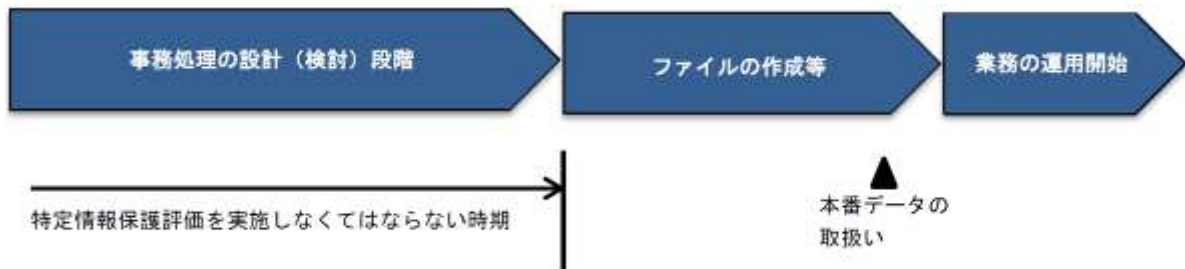 事務処理の設計（検討）段階
ファイルの作成等
業務の運用開始
特定情報保護評価を実施しなくてはならない時期
本番データの
取扱い